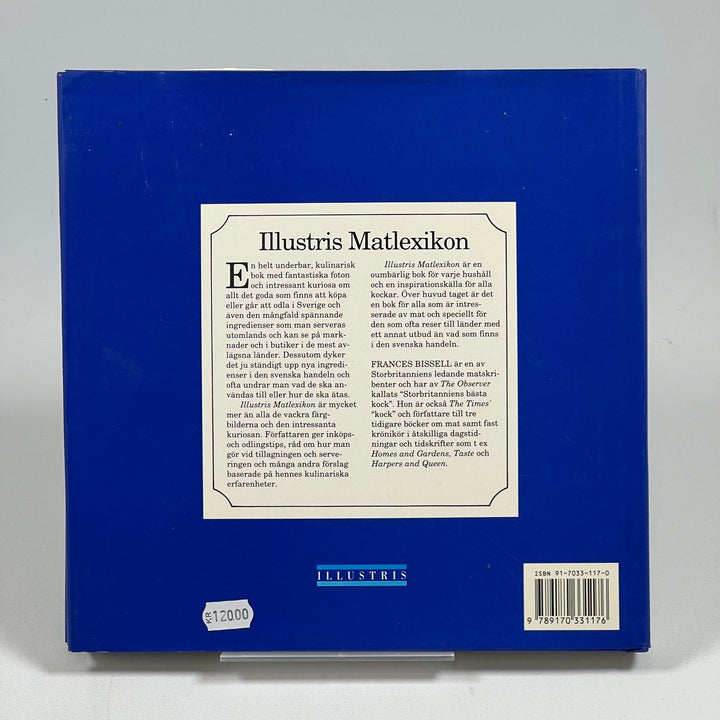 Illustris Matlexikon
En helt underbar, kulinarisk
bok med fantastiska foton
och intressant kuriosa om
allt det goda som finns att köpa
eller går att odla i Sverige och
även den mångfald spännande
ingredienser som man serveras
utomlands och kan se på mark-
nader och i butiker i de mest av-
lägsna länder. Dessutom dyker
det ju ständigt upp nya ingredi-
enser i den svenska handeln och
ofta undrar man vad de ska an-
vändas till eller hur de ska ätas.
Illustris Matlexikon är mycket
mer än alla de vackra färg-
bilderna och den intressanta
kuriosan. Författaren ger inköps-
och odlingstips, råd om hur man
gör vid tillagningen och serve-
ringen och många andra förslag
baserade på hennes kulinariska
erfarenheter.
Illustris Matlexikon är en
oumbärlig bok för varje hushåll
och en inspirationskälla för alla
kockar. Över huvud taget är det
en bok för alla som är intres-
serade av mat och speciellt för
den som ofta reser till länder med
ett annat utbud än vad som finns
i den svenska handeln.
FRANCES BISSELL är en av
Storbritanniens ledande matskri-
benter och har av The Observer
kallats "Storbritanniens bästa
kock". Hon är också The Times'
"kock" och författare till tre
tidigare böcker om mat samt fast
krönikör i åtskilliga dagstid-
ningar och tidskrifter som t ex
Homes and Gardens, Taste och
Harpers and Queen.
ILLUSTRIS
KR 120.00
ISBN 91-7033-117-0
9 789170 331176